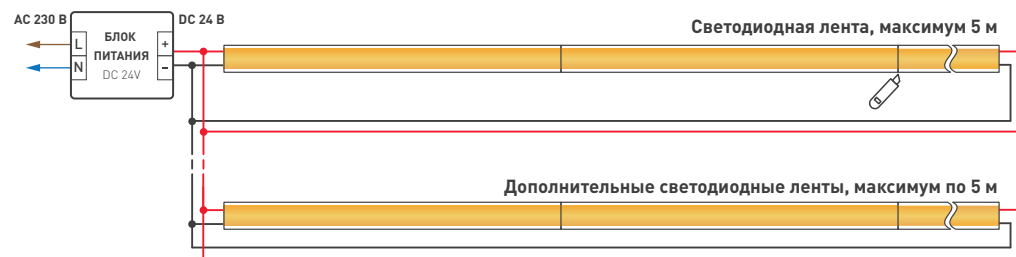 AC 230 В
DC 24 В
БЛОК
ПИТАНИЯ
DC 24V
L
N
+
–
Светодиодная лента, максимум 5 м
Дополнительные светодиодные ленты, максимум по 5 м